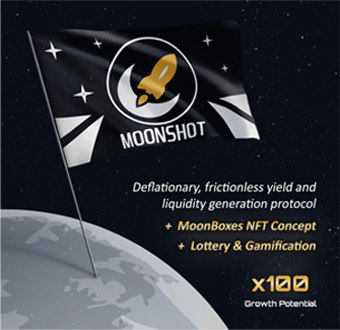 MOONSHOT
Deflationary, frictionless yield and
liquidity generation protocol
+ MoonBoxes NFT Concept
+ Lottery & Gamification
x100
Growth Potential